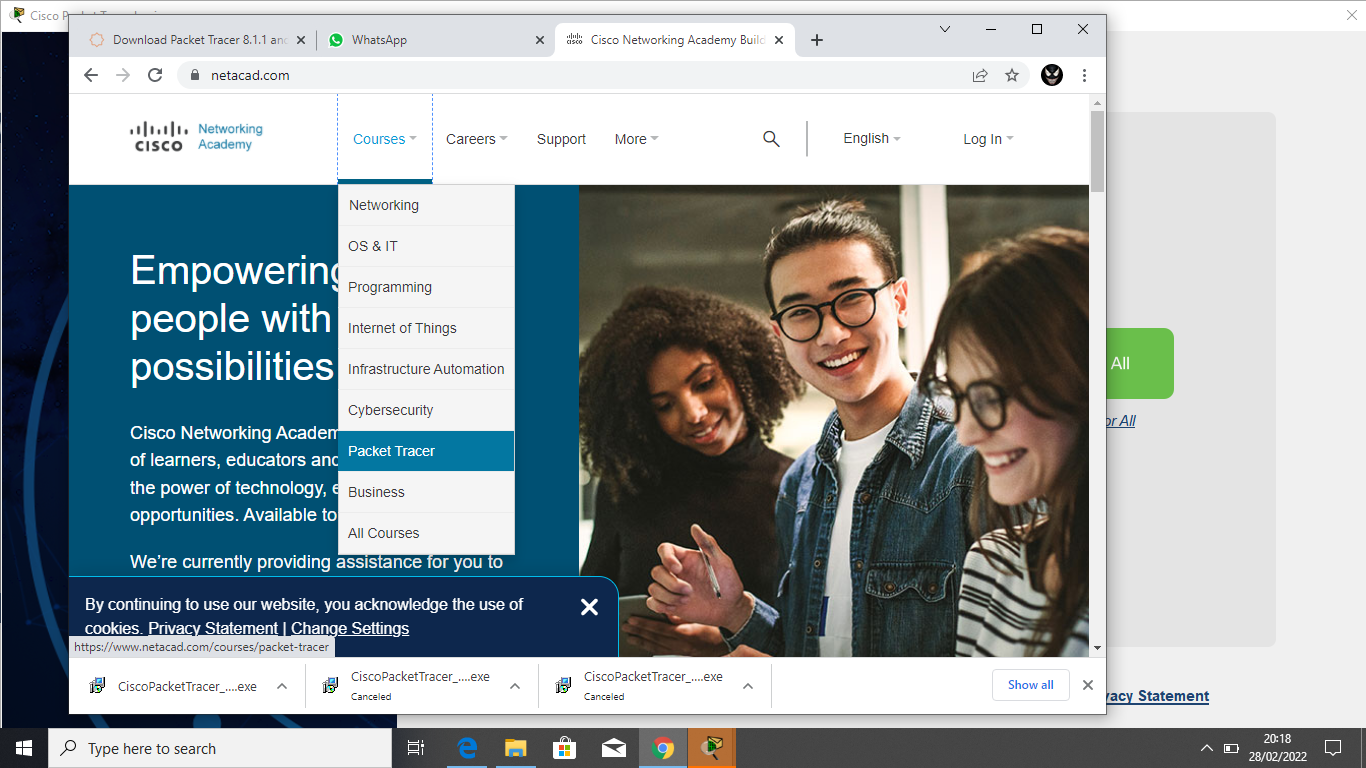 Cisco P
Download Packet Tracer 8.1.1 an
WhatsApp
Cisco Networking Academy Build
netacad.com
cisco
Networking
Academy
Courses
Careers
Support
More
English
Log In
Networking
OS & IT
Programming
Internet of Things
Infrastructure Automation
Cybersecurity
Packet Tracer
Business
All Courses
Empowering
people with
possibilities
Cisco Networking Academ
of learners, educators and
the power of technology, e
opportunities. Available to
We're currently providing assistance for you to
By continuing to use our website, you acknowledge the use of
cookies. Privacy Statement | Change Settings
https://www.netacad.com/courses/packet-tracer
All
or All
vacy Statement
CiscoPacketTracer_....exe
CiscoPacketTracer_....exe
Canceled
CiscoPacketTracer_....exe
Canceled
Show all
Type here to search
20:18
28/02/2022